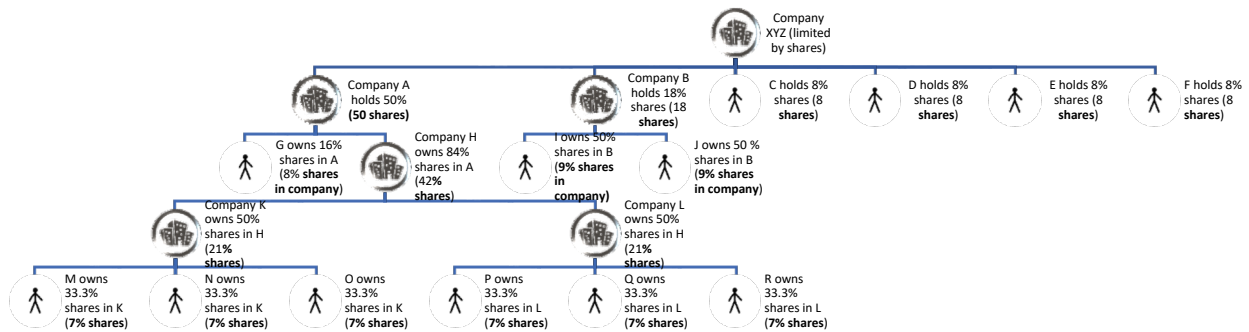 Company
XYZ (limited
by shares)
Company A
holds 50%
(50 shares)
Company B
holds 18%
shares (18
shares)
C holds 8%
shares (8
shares)
D holds 8%
shares (8
shares)
E holds 8%
shares (8
shares)
F holds 8%
shares (8
shares)
G owns 16%
shares in A
(8% shares
in company)
Company H
owns 84%
shares in A
(42%
shares)
I owns 50%
shares in B
(9% shares
in
company)
J owns 50 %
shares in B
(9% shares
in company)
Company K
owns 50%
shares in H
(21%
shares)
Company L
owns 50%
shares in H
(21%
shares)
M owns
33.3%
shares in K
(7% shares)
N owns
33.3%
shares in K
(7% shares)
O owns
33.3%
shares in K
(7% shares)
P owns
33.3%
shares in L
(7% shares)
Q owns
33.3%
shares in L
(7% shares)
R owns
33.3%
shares in L
(7% shares)